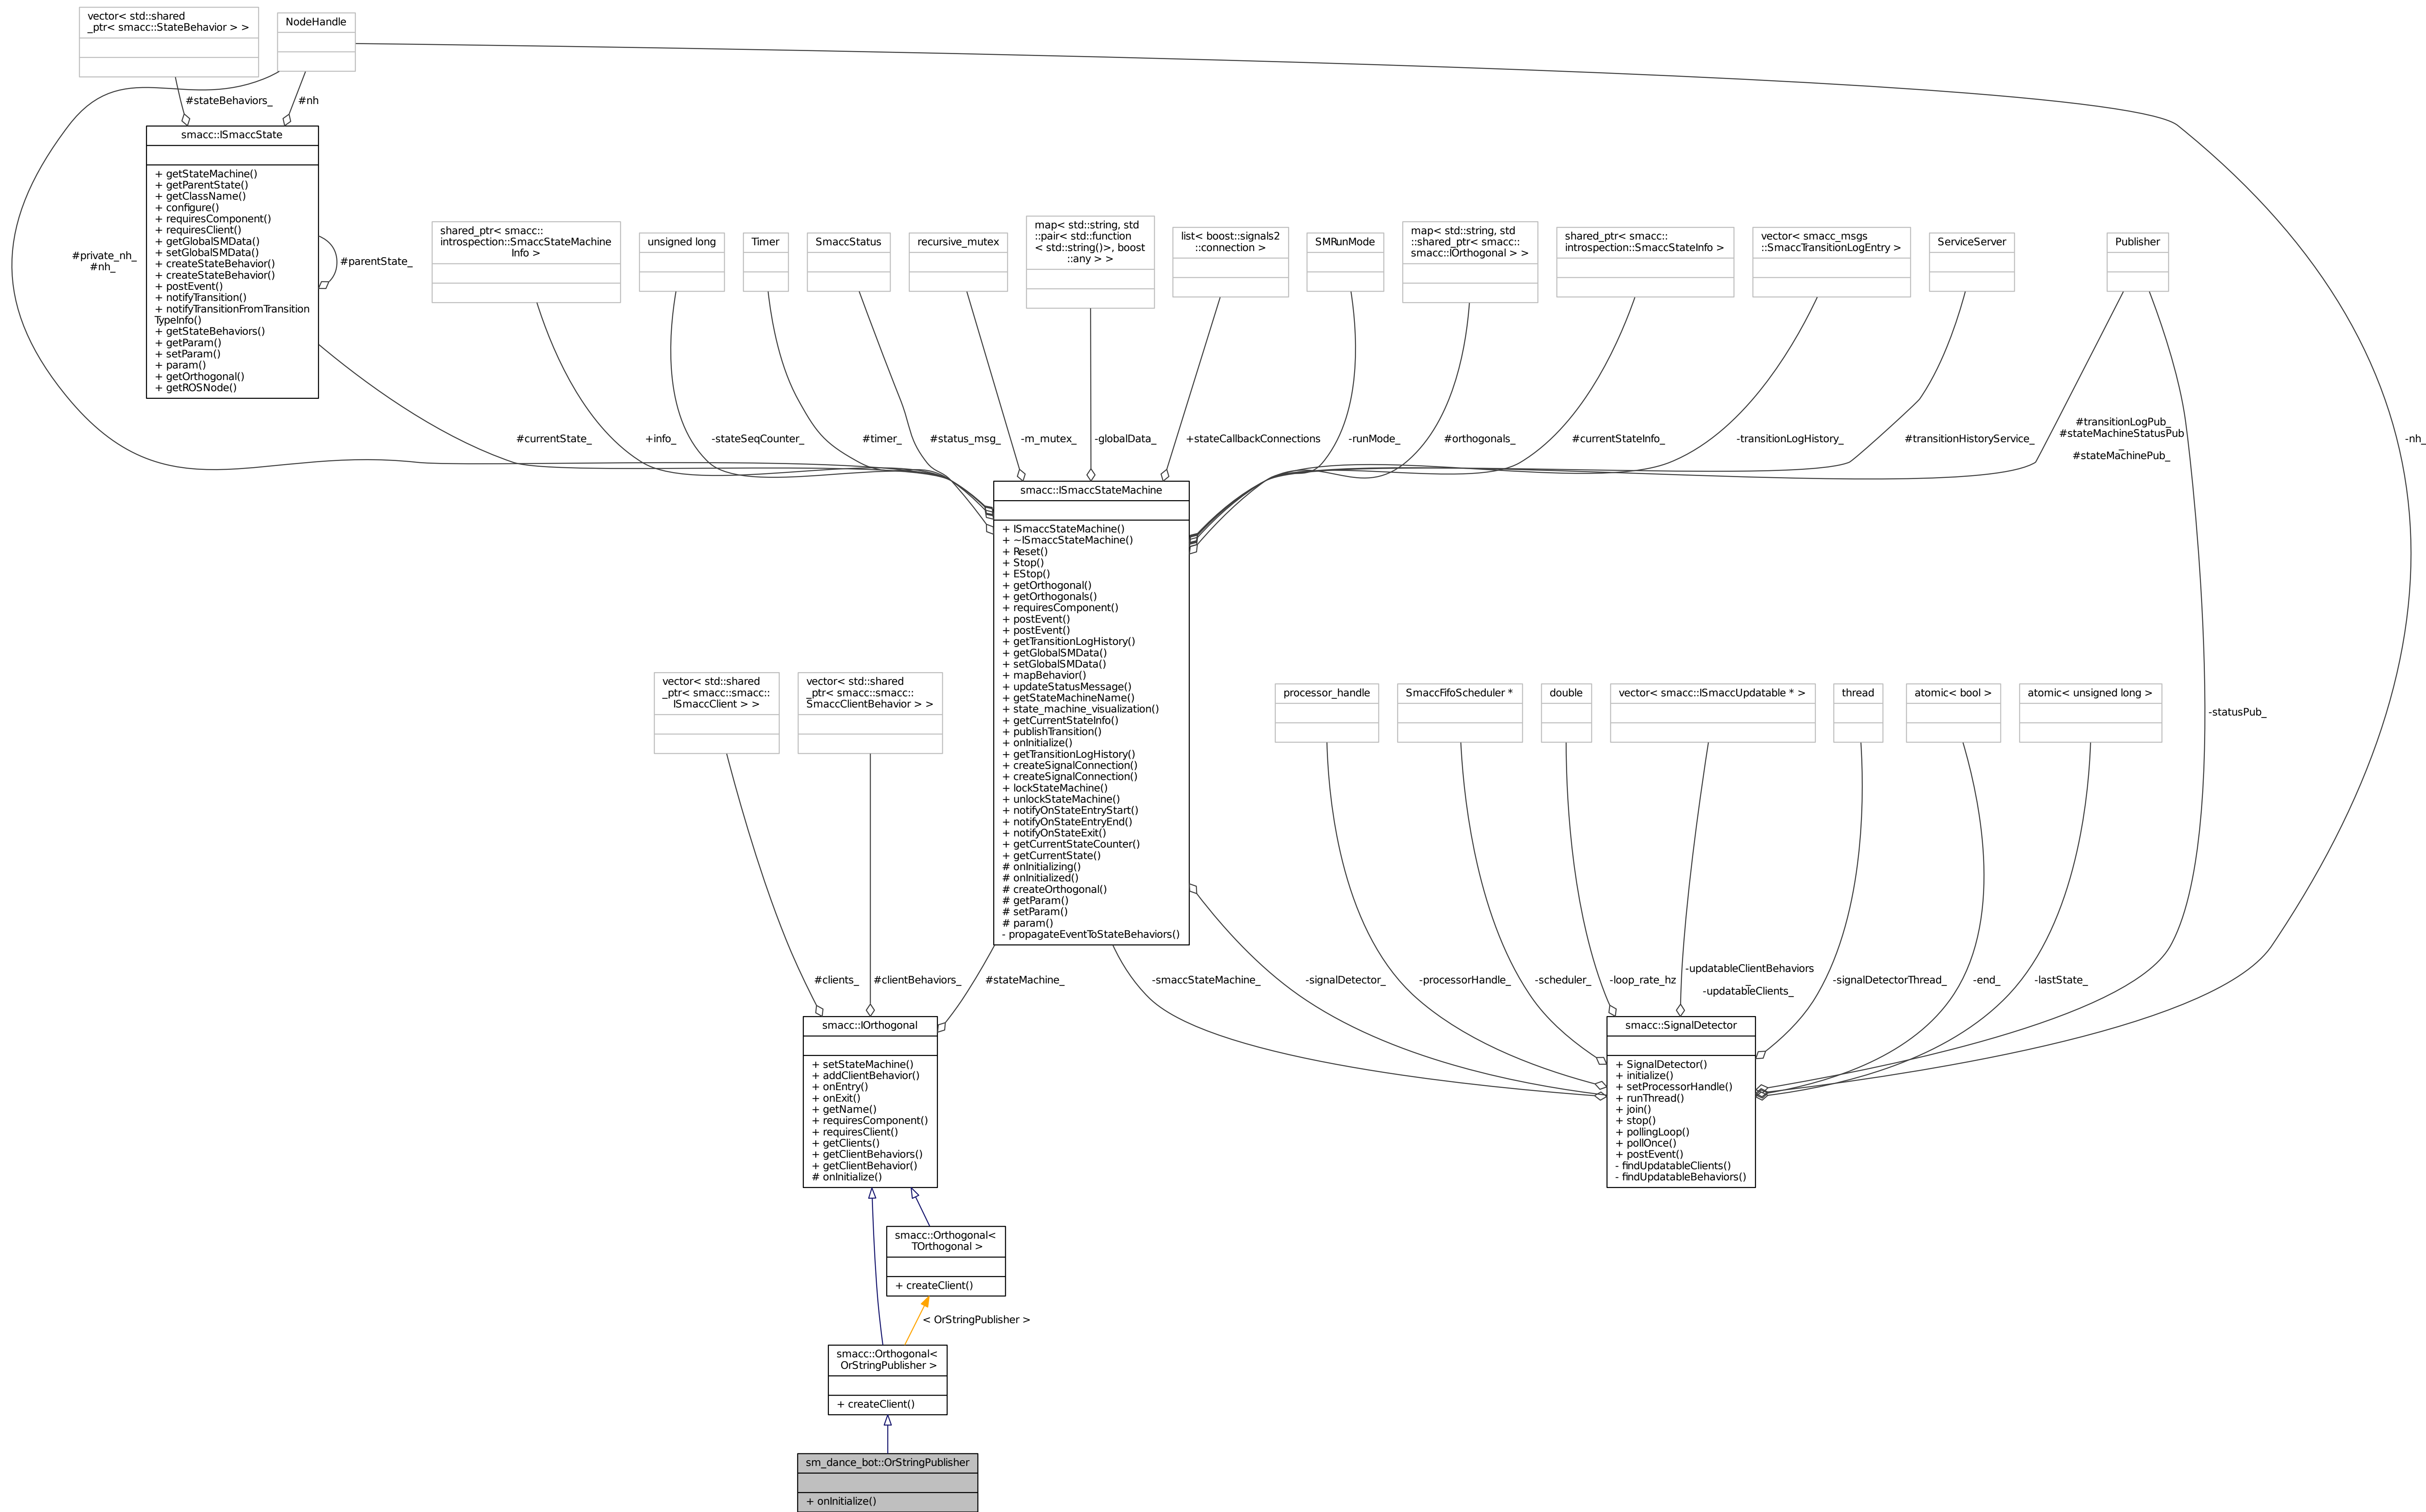 vector< std::shared
_ptr< smacc::StateBehavior > >
NodeHandle
#stateBehaviors_
#nh
smacc::ISmaccState
+ getStateMachine()
+ getParentState()
+ getClassName()
+ configure()
+ requiresComponent()
+ requiresClient()
+ getGlobalSMData()
+ setGlobalSMData()
+ createStateBehavior()
+ createStateBehavior()
+ postEvent()
+ notifyTransition()
+ notifyTransitionFromTransition
TypeInfo()
+ getStateBehaviors()
+ getParam()
+ setParam()
+ param()
+ getOrthogonal()
+ getROSNode()
#private_nh_
#nh_
#parentState_
shared_ptr< smacc::
introspection::SmaccStateMachine
Info >
unsigned long
Timer
SmaccStatus
recursive_mutex
map< std::string, std
::pair< std::function
< std::string()>, boost
::any > >
list< boost::signals2
::connection >
SMRunMode
map< std::string, std
::shared_ptr< smacc::
smacc::IOrthogonal > >
shared_ptr< smacc::
introspection::SmaccStateInfo >
vector< smacc_msgs
::SmaccTransitionLogEntry >
ServiceServer
Publisher
#currentState_
+info_
-stateSeqCounter_
#timer_
#status_msg_
-m_mutex_
-globalData_
+stateCallbackConnections
-runMode_
#orthogonals_
#currentStateInfo_
-transitionLogHistory_
#transitionHistoryService_
#transitionLogPub_
#stateMachineStatusPub
_
#stateMachinePub_
-nh_
smacc::ISmaccStateMachine
+ ISmaccStateMachine()
+ ~ISmaccStateMachine()
+ Reset()
+ Stop()
+ EStop()
+ getOrthogonal()
+ getOrthogonals()
+ requiresComponent()
+ postEvent()
+ postEvent()
+ getTransitionLogHistory()
+ getGlobalSMData()
+ setGlobalSMData()
+ mapBehavior()
+ updateStatusMessage()
+ getStateMachineName()
+ state_machine_visualization()
+ getCurrentStateInfo()
+ publishTransition()
+ onInitialize()
+ getTransitionLogHistory()
+ createSignalConnection()
+ createSignalConnection()
+ lockStateMachine()
+ unlockStateMachine()
+ notifyOnStateEntryStart()
+ notifyOnStateEntryEnd()
+ notifyOnStateExit()
+ getCurrentStateCounter()
+ getCurrentState()
# onInitializing()
# onInitialized()
# createOrthogonal()
# getParam()
# setParam()
# param()
- propagateEventToStateBehaviors()
vector< std::shared
_ptr< smacc::smacc::
ISmaccClient > >
vector< std::shared
_ptr< smacc::smacc::
SmaccClientBehavior > >
processor_handle
SmaccFifoScheduler *
double
vector< smacc::ISmaccUpdatable * >
thread
atomic< bool >
atomic< unsigned long >
-statusPub_
#clients_
#clientBehaviors_
#stateMachine_
-smaccStateMachine_
-signalDetector_
-processorHandle_
-scheduler_
-loop_rate_hz
-updatableClientBehaviors
_
-updatableClients_
-signalDetectorThread_
-end_
-lastState_
smacc::IOrthogonal
+ setStateMachine()
+ addClientBehavior()
+ onEntry()
+ onExit()
+ getName()
+ requiresComponent()
+ requiresClient()
+ getClients()
+ getClientBehaviors()
+ getClientBehavior()
# onInitialize()
smacc::SignalDetector
+ SignalDetector()
+ initialize()
+ setProcessorHandle()
+ runThread()
+ join()
+ stop()
+ pollingLoop()
+ pollOnce()
+ postEvent()
- findUpdatableClients()
- findUpdatableBehaviors()
smacc::Orthogonal<
TOrthogonal >
+ createClient()
< OrStringPublisher >
smacc::Orthogonal<
OrStringPublisher >
+ createClient()
sm_dance_bot::OrStringPublisher
+ onInitialize()